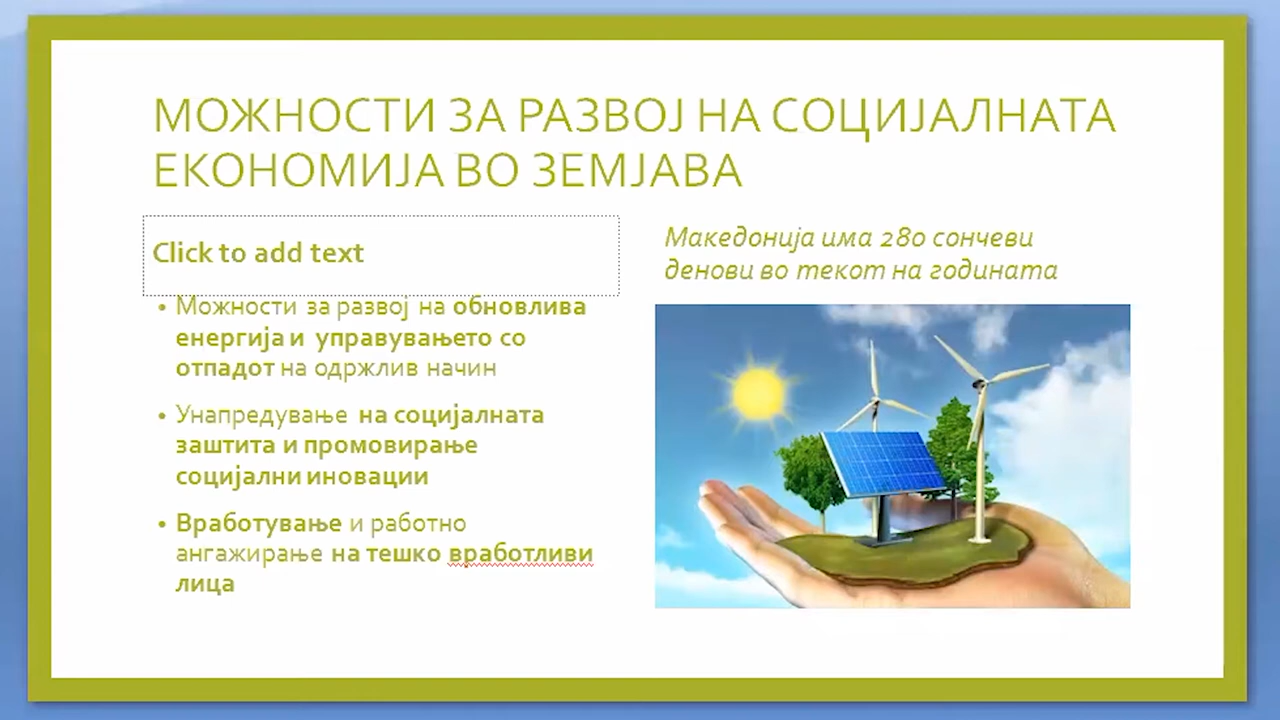 МОЖНОСТИ ЗА РАЗВОЈ НА СОЦИЈАЛНАТА
ЕКОНОМИЈА ВО ЗЕМЈАВА
Click to add text
• Можности за развој на обновлива
енергија и управувањето со
отпадот на одржлив начин
• Унапредување на социјалната
заштита и промовирање
социјални иновации
• Вработување и работно
ангажирање на тешко вработливи
лица
Македонија има 280 сончеви
денови во текот на годината